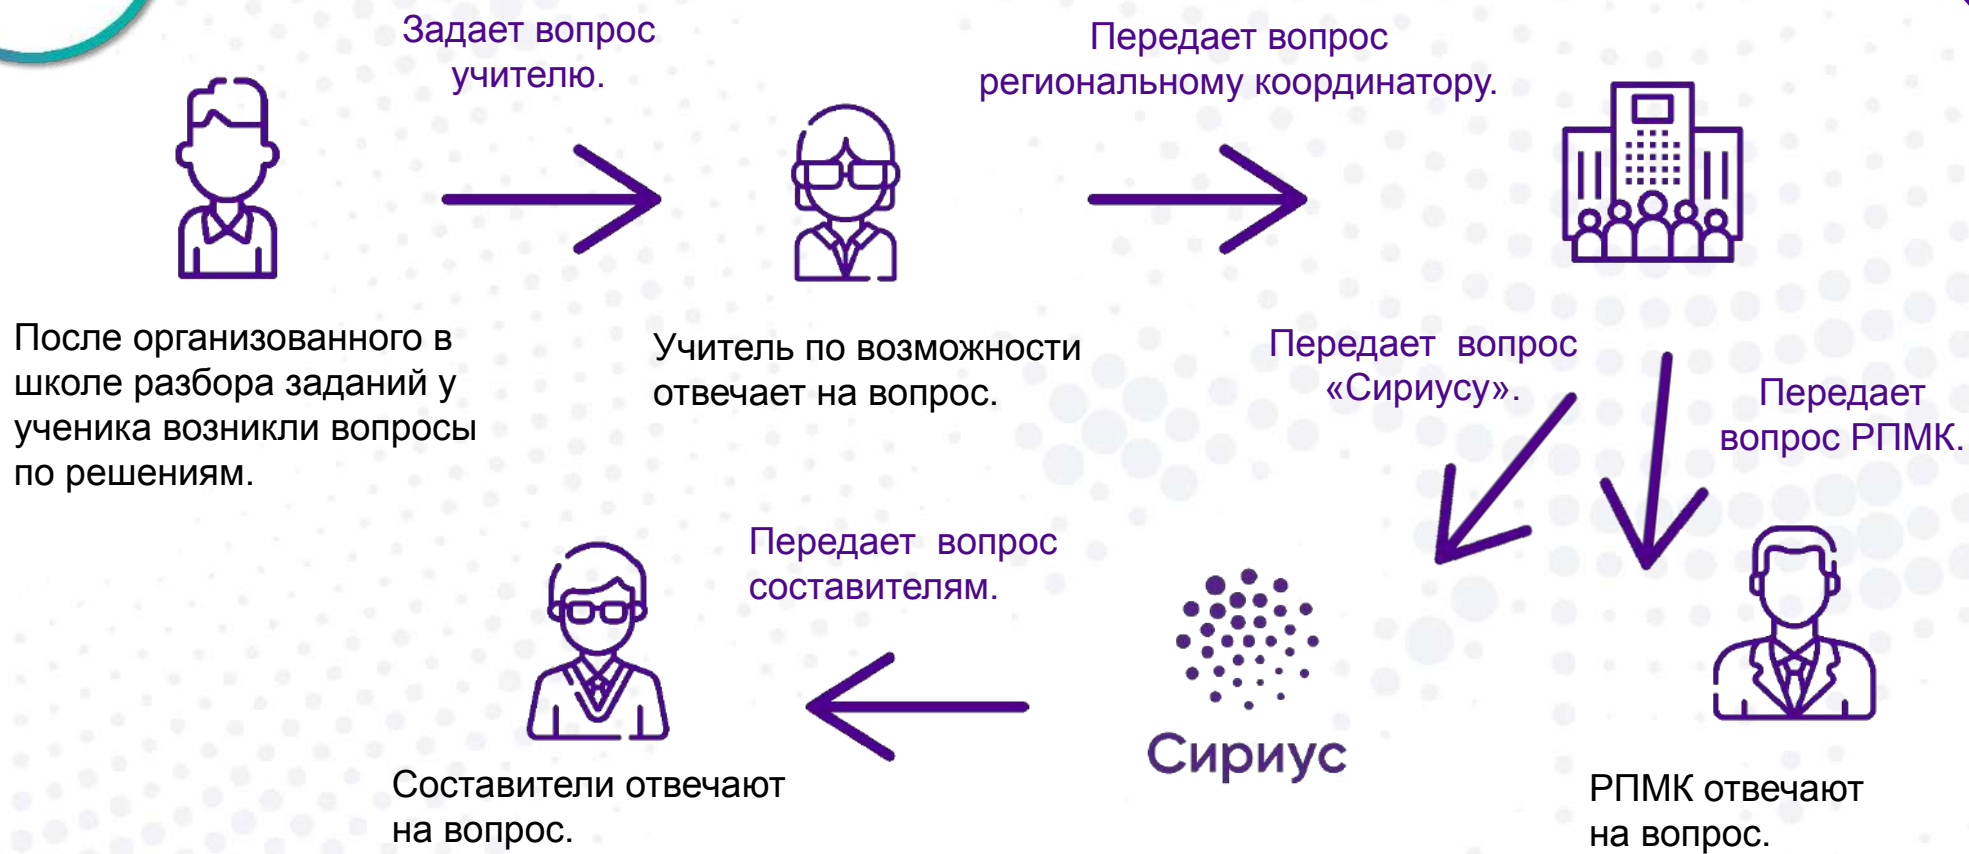 Задает вопрос
учителю.
Передает вопрос
региональному координатору.
После организованного в
школе разбора заданий у
ученика возникли вопросы
по решениям.
Учитель по возможности
отвечает на вопрос.
Передает вопрос
«Сириусу».
Передает
вопрос РПМК.
Передает вопрос
составителям.
Сириус
Составители отвечают
на вопрос.
РПМК отвечают
на вопрос.